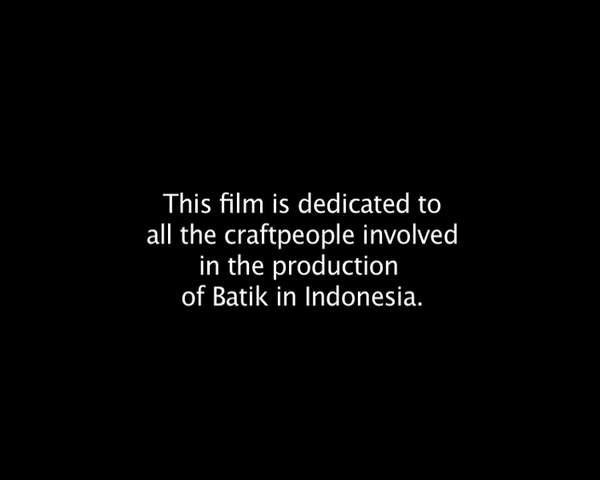 This film is dedicated to
all the craftpeople involved
in the production
of Batik in Indonesia.